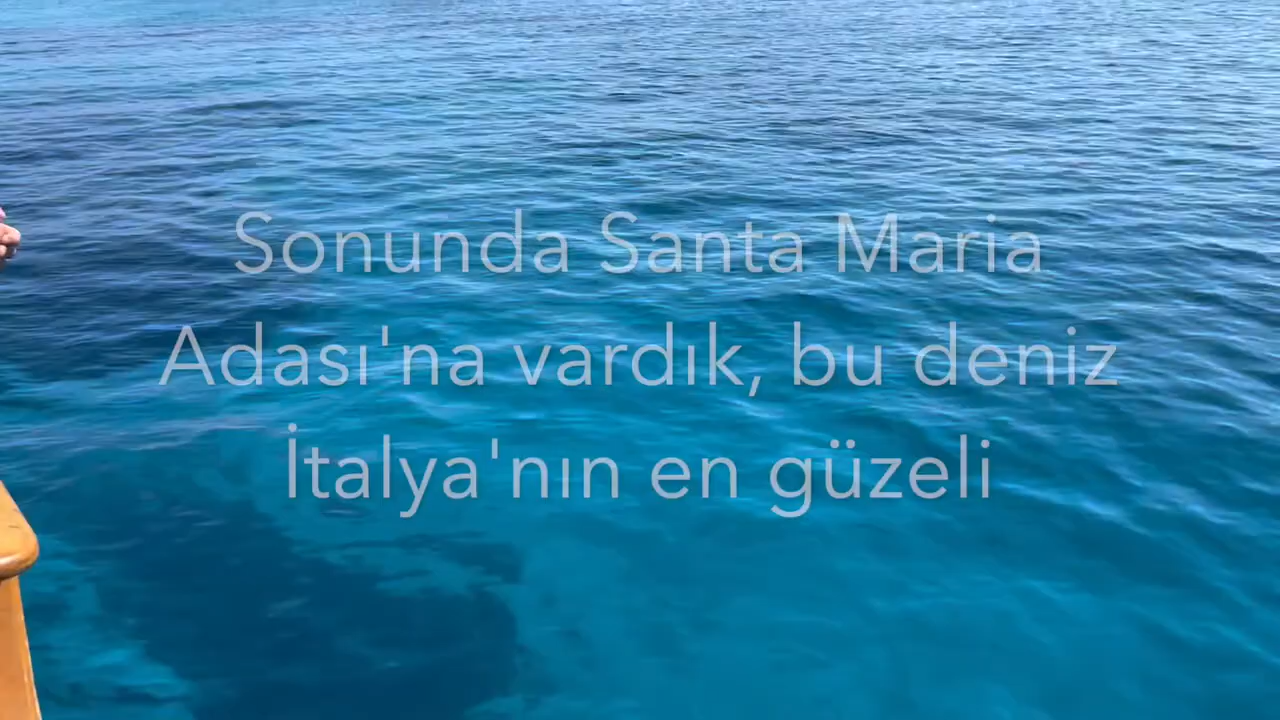 Sonunda Santa Maria
Adası'na vardık, bu deniz
İtalya'nın en güzeli